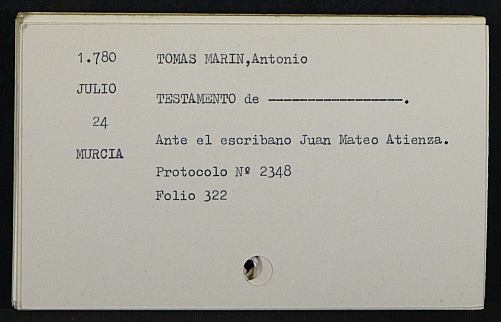 1.780 TOMAS MARIN,Antonio
JULIO
TESTAMENTO de -----------------.
24
Ante el escribano Juan Mateo Atienza.
MURCIA
Protocolo Nº 2348
Folio 322